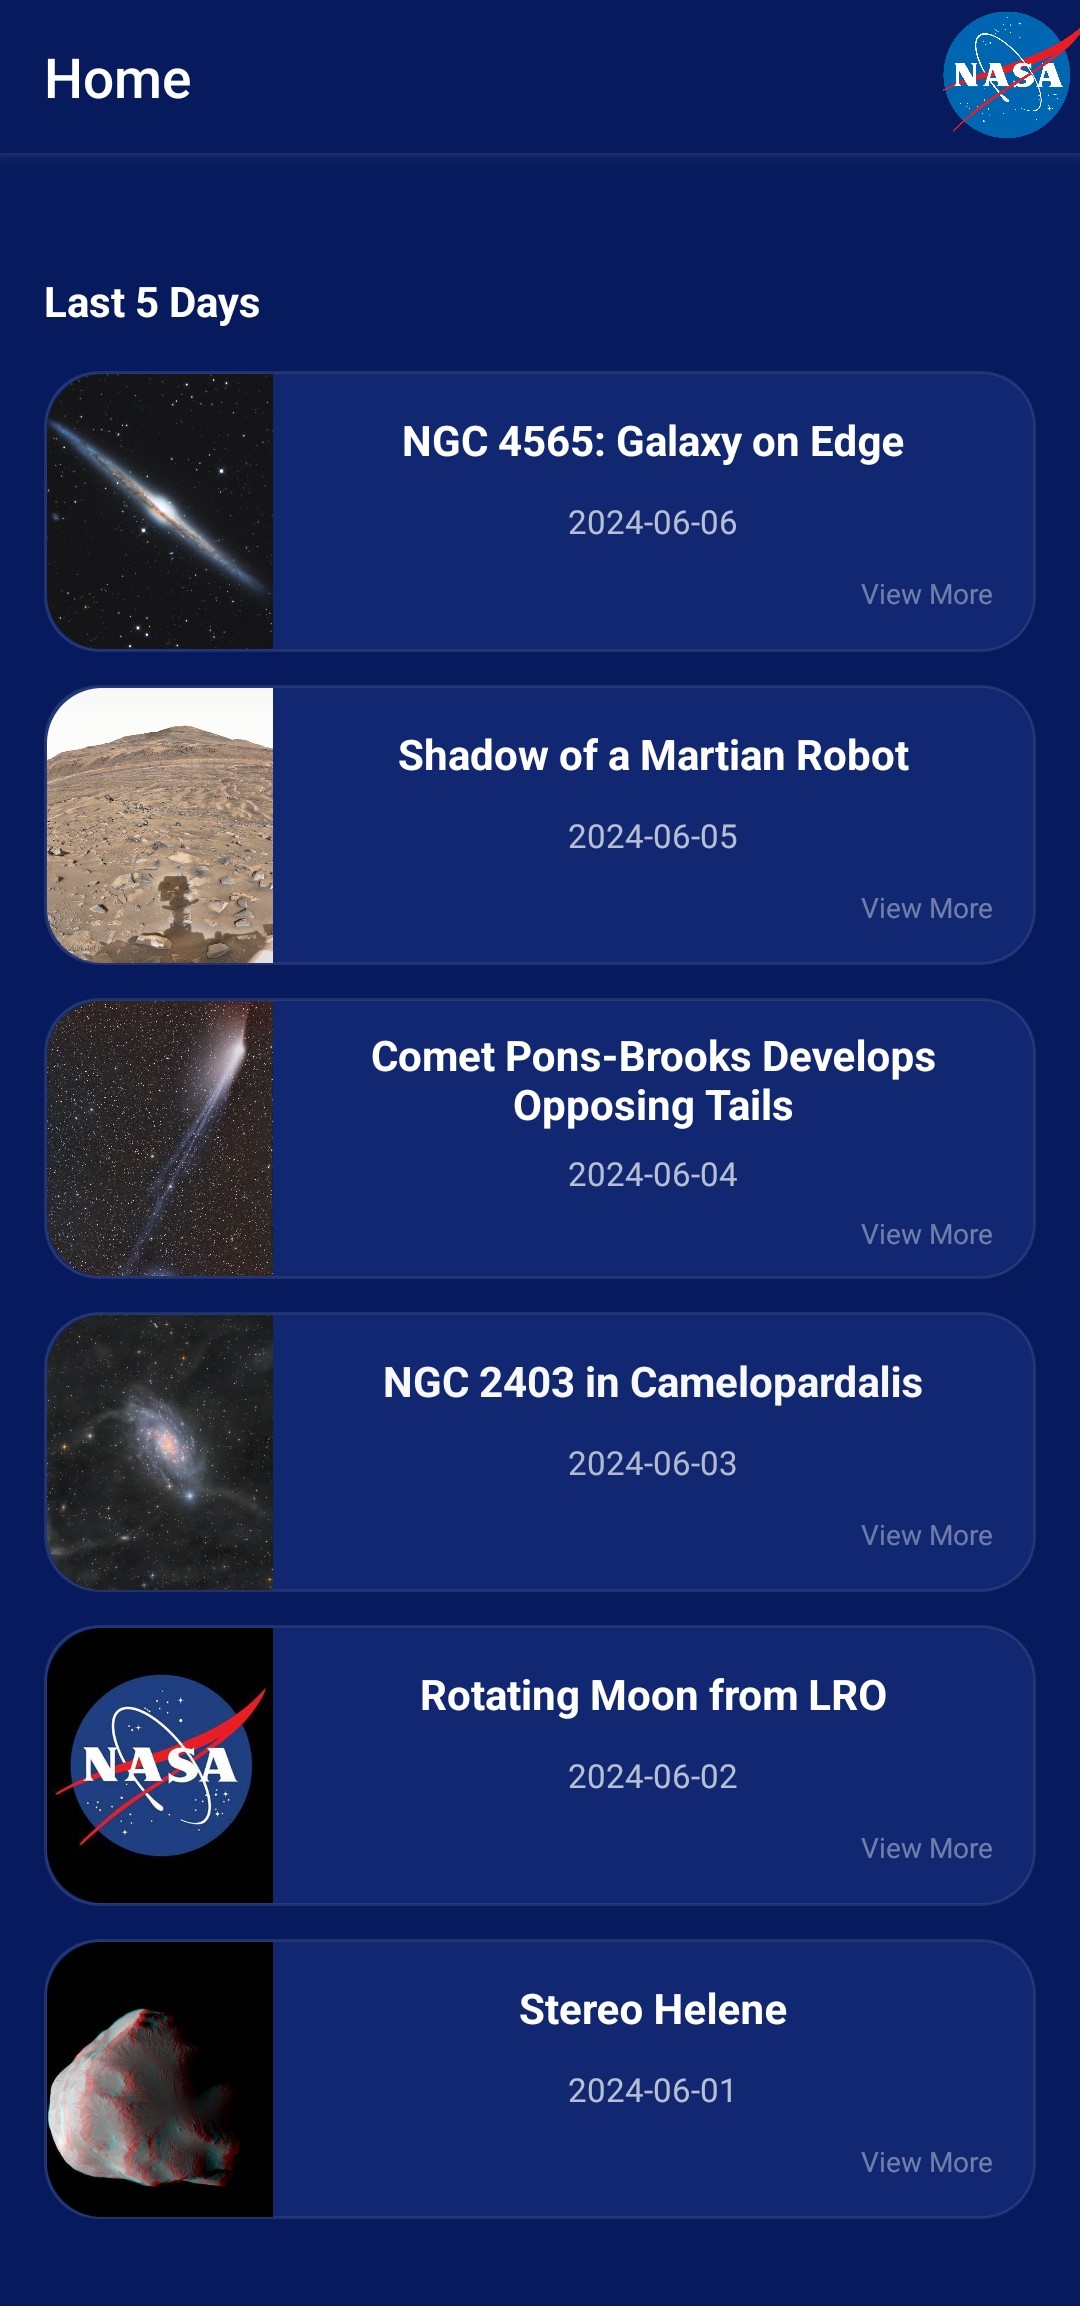 Home
NASA
Last 5 Days
NGC 4565: Galaxy on Edge
2024-06-06
View More
Shadow of a Martian Robot
2024-06-05
View More
Comet Pons-Brooks Develops
Opposing Tails
2024-06-04
View More
NGC 2403 in Camelopardalis
2024-06-03
View More
NASA
Rotating Moon from LRO
2024-06-02
View More
Stereo Helene
2024-06-01
View More